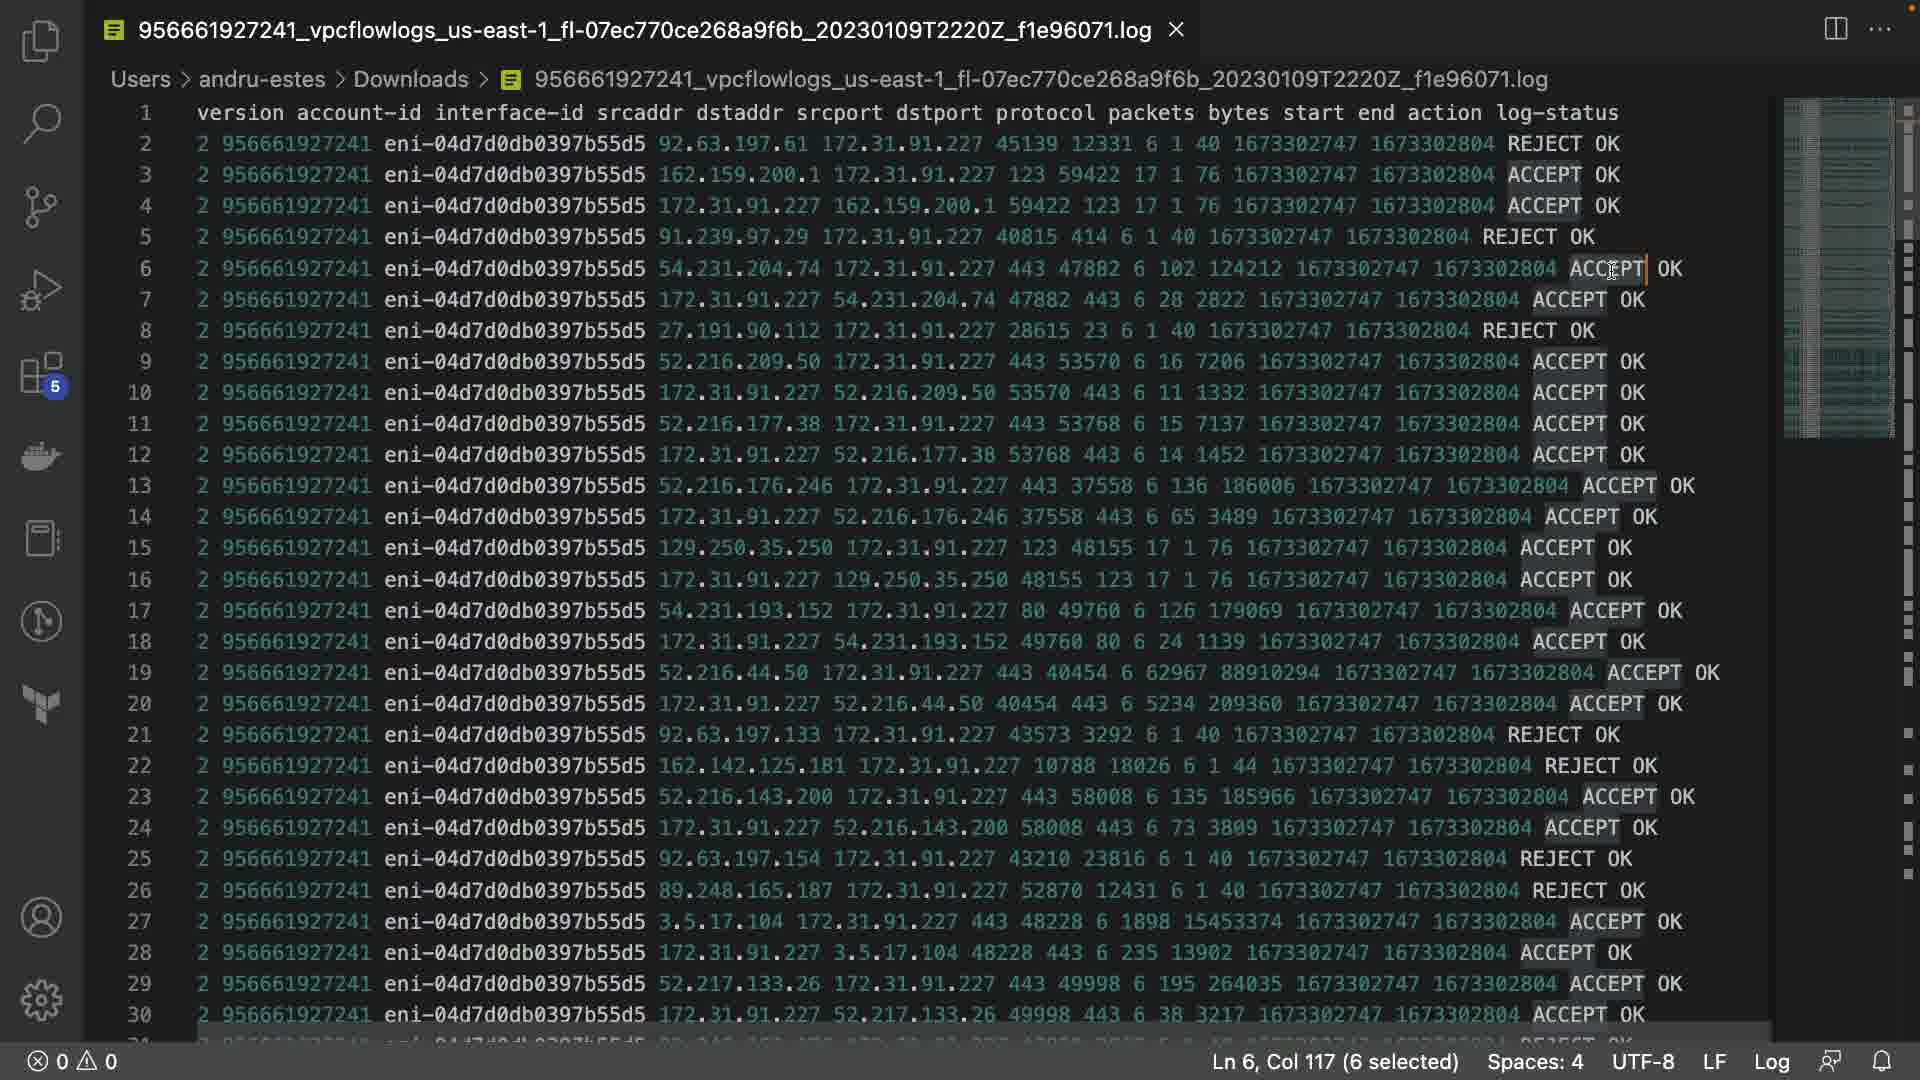 956661927241_vpcflowlogs_us-east-1_fl-07ec770ce268a9f6b_20230109T2220Z_f1e96071.log
Users > andru-estes > Downloads > 956661927241_vpcflowlogs_us-east-1_fl-07ec770ce268a9f6b_20230109T2220Z_f1e96071.log
1 version account-id interface-id srcaddr dstaddr srcport dstport protocol packets bytes start end action log-status
2 2 956661927241 eni-04d7d0db0397b55d5 92.63.197.61 172.31.91.227 45139 12331 6 1 40 1673302747 1673302804 REJECT OK
3 2 956661927241 eni-04d7d0db0397b55d5 162.159.200.1 172.31.91.227 123 59422 17 1 76 1673302747 1673302804 ACCEPT OK
4 2 956661927241 eni-04d7d0db0397b55d5 172.31.91.227 162.159.200.1 59422 123 17 1 76 1673302747 1673302804 ACCEPT OK
5 2 956661927241 eni-04d7d0db0397b55d5 91.239.97.29 172.31.91.227 40815 414 6 1 40 1673302747 1673302804 REJECT OK
6 2 956661927241 eni-04d7d0db0397b55d5 54.231.204.74 172.31.91.227 443 47882 6 102 124212 1673302747 1673302804 ACCEPT OK
7 2 956661927241 eni-04d7d0db0397b55d5 172.31.91.227 54.231.204.74 47882 443 6 28 2822 1673302747 1673302804 ACCEPT OK
8 2 956661927241 eni-04d7d0db0397b55d5 27.191.90.112 172.31.91.227 28615 23 6 1 40 1673302747 1673302804 REJECT OK
9 2 956661927241 eni-04d7d0db0397b55d5 52.216.209.50 172.31.91.227 443 53570 6 16 7206 1673302747 1673302804 ACCEPT OK
10 2 956661927241 eni-04d7d0db0397b55d5 172.31.91.227 52.216.209.50 53570 443 6 11 1332 1673302747 1673302804 ACCEPT OK
11 2 956661927241 eni-04d7d0db0397b55d5 52.216.177.38 172.31.91.227 443 53768 6 15 7137 1673302747 1673302804 ACCEPT OK
12 2 956661927241 eni-04d7d0db0397b55d5 172.31.91.227 52.216.177.38 53768 443 6 14 1452 1673302747 1673302804 ACCEPT OK
13 2 956661927241 eni-04d7d0db0397b55d5 52.216.176.246 172.31.91.227 443 37558 6 136 186006 1673302747 1673302804 ACCEPT OK
14 2 956661927241 eni-04d7d0db0397b55d5 172.31.91.227 52.216.176.246 37558 443 6 65 3489 1673302747 1673302804 ACCEPT OK
15 2 956661927241 eni-04d7d0db0397b55d5 129.250.35.250 172.31.91.227 123 48155 17 1 76 1673302747 1673302804 ACCEPT OK
16 2 956661927241 eni-04d7d0db0397b55d5 172.31.91.227 129.250.35.250 48155 123 17 1 76 1673302747 1673302804 ACCEPT OK
17 2 956661927241 eni-04d7d0db0397b55d5 54.231.193.152 172.31.91.227 80 49760 6 126 179069 1673302747 1673302804 ACCEPT OK
18 2 956661927241 eni-04d7d0db0397b55d5 172.31.91.227 54.231.193.152 49760 80 6 24 1139 1673302747 1673302804 ACCEPT OK
19 2 956661927241 eni-04d7d0db0397b55d5 52.216.44.50 172.31.91.227 443 40454 6 62967 88910294 1673302747 1673302804 ACCEPT OK
20 2 956661927241 eni-04d7d0db0397b55d5 172.31.91.227 52.216.44.50 40454 443 6 5234 209360 1673302747 1673302804 ACCEPT OK
21 2 956661927241 eni-04d7d0db0397b55d5 92.63.197.133 172.31.91.227 43573 3292 6 1 40 1673302747 1673302804 REJECT OK
22 2 956661927241 eni-04d7d0db0397b55d5 162.142.125.181 172.31.91.227 10788 18026 6 1 44 1673302747 1673302804 REJECT OK
23 2 956661927241 eni-04d7d0db0397b55d5 52.216.143.200 172.31.91.227 443 58008 6 135 185966 1673302747 1673302804 ACCEPT OK
24 2 956661927241 eni-04d7d0db0397b55d5 172.31.91.227 52.216.143.200 58008 443 6 73 3809 1673302747 1673302804 ACCEPT OK
25 2 956661927241 eni-04d7d0db0397b55d5 92.63.197.154 172.31.91.227 43210 23816 6 1 40 1673302747 1673302804 REJECT OK
26 2 956661927241 eni-04d7d0db0397b55d5 89.248.165.187 172.31.91.227 52870 12431 6 1 40 1673302747 1673302804 REJECT OK
27 2 956661927241 eni-04d7d0db0397b55d5 3.5.17.104 172.31.91.227 443 48228 6 1898 15453374 1673302747 1673302804 ACCEPT OK
28 2 956661927241 eni-04d7d0db0397b55d5 172.31.91.227 3.5.17.104 48228 443 6 235 13902 1673302747 1673302804 ACCEPT OK
29 2 956661927241 eni-04d7d0db0397b55d5 52.217.133.26 172.31.91.227 443 49998 6 195 264035 1673302747 1673302804 ACCEPT OK
30 2 956661927241 eni-04d7d0db0397b55d5 172.31.91.227 52.217.133.26 49998 443 6 38 3217 1673302747 1673302804 ACCEPT OK
5
0 0 Ln 6, Col 117 (6 selected) Spaces: 4 UTF-8 LF Log